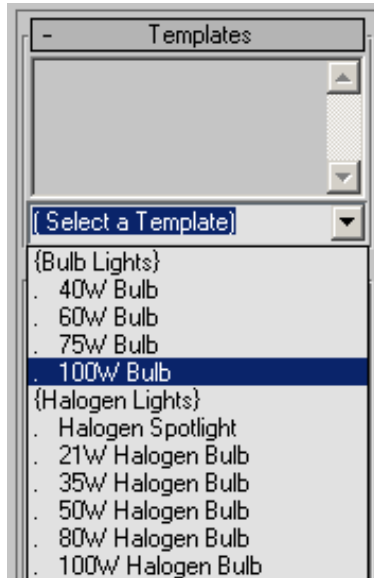 - Templates
( Select a Template)
{Bulb Lights}
. 40W Bulb
. 60W Bulb
. 75W Bulb
. 100W Bulb
{Halogen Lights}
. Halogen Spotlight
. 21W Halogen Bulb
. 35W Halogen Bulb
. 50W Halogen Bulb
. 80W Halogen Bulb
. 100W Halogen Bulb